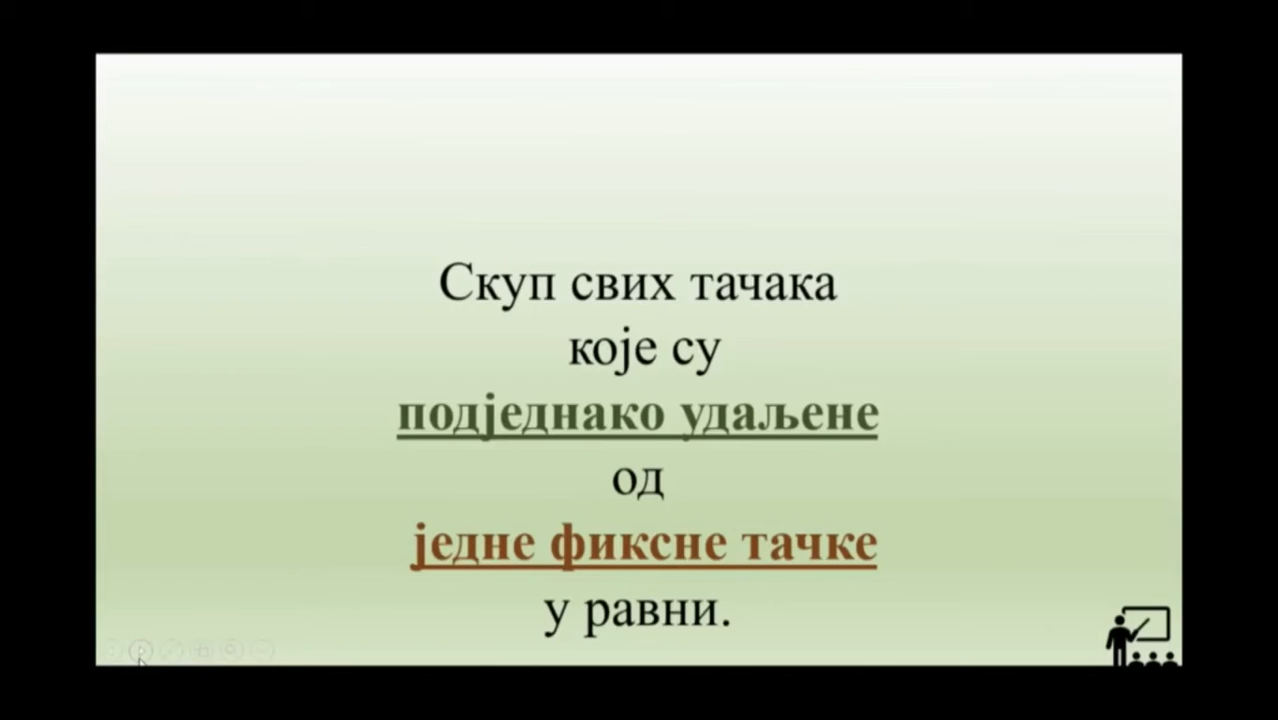 Скуп свих тачака
које су
подједнако удаљене
од
једне фиксне тачке
у равни.